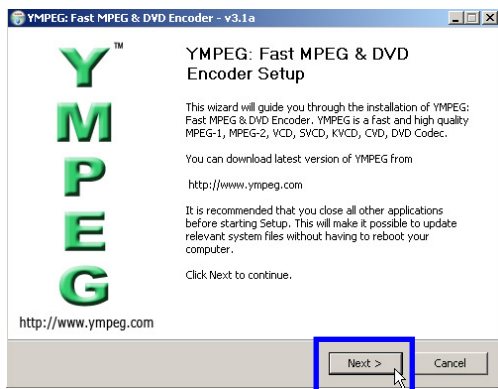 YMPEG: Fast MPEG & DVD Encoder - v3.1a
Y™
M
P
E
G
http://www.ympeg.com
YMPEG: Fast MPEG & DVD
Encoder Setup
This wizard will guide you through the installation of YMPEG:
Fast MPEG & DVD Encoder. YMPEG is a fast and high quality
MPEG-1, MPEG-2, VCD, SVCD, KVCD, CVD, DVD Codec.
You can download latest version of YMPEG from
http://www.ympeg.com
It is recommended that you close all other applications
before starting Setup. This will make it possible to update
relevant system files without having to reboot your
computer.
Click Next to continue.
Next >
Cancel